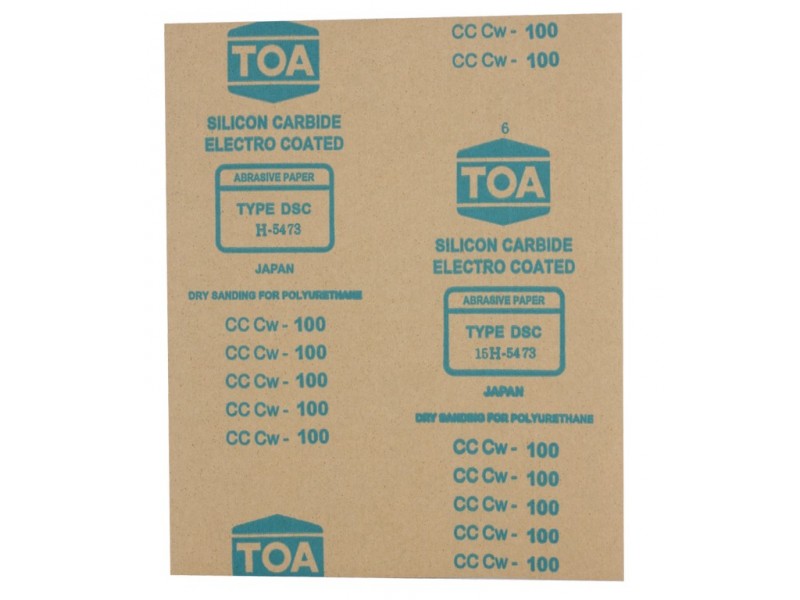 TOA
SILICON CARBIDE
ELECTRO COATED
ABRASIVE PAPER
TYPE DSC
H-5473
JAPAN
DRY SANDING FOR POLYURETHANE
CC Cw - 100
CC Cw - 100
CC Cw - 100
CC Cw - 100
CC Cw - 100
TOA
CC Cw - 100
CC Cw - 100
6
TOA
SILICON CARBIDE
ELECTRO COATED
ABRASIVE PAPER
TYPE DSC
15H-5473
JAPAN
DRY SANDING FOR POLYURETHANE
CC Cw - 100
CC Cw - 100
CC Cw - 100
CC Cw - 100
CC Cw - 100